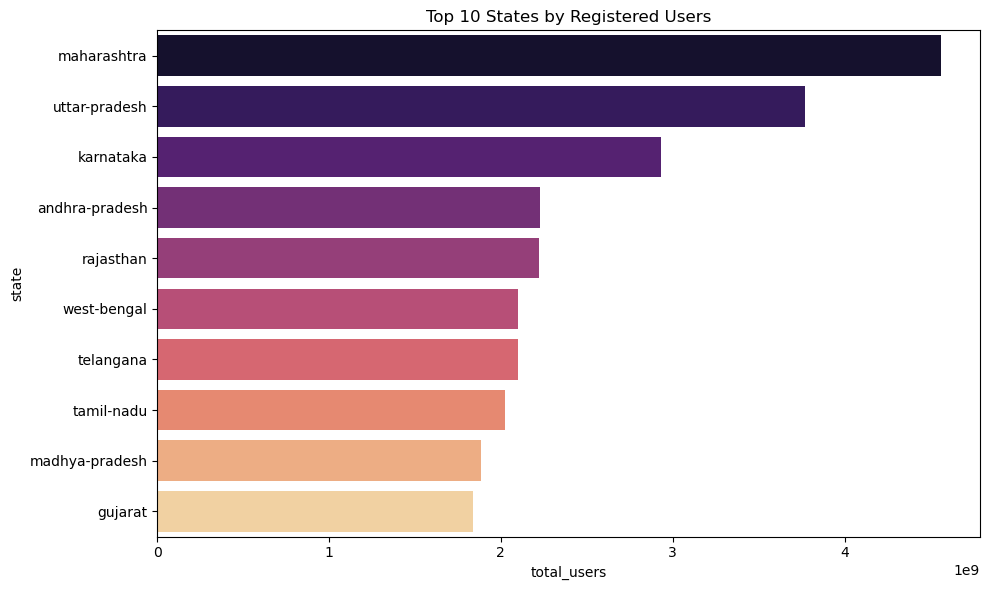 Top 10 States by Registered Users
maharashtra
uttar-pradesh
karnataka
andhra-pradesh
rajasthan
west-bengal
telangana
tamil-nadu
madhya-pradesh
gujarat
state
0 1 2 3 4
1e9
total_users